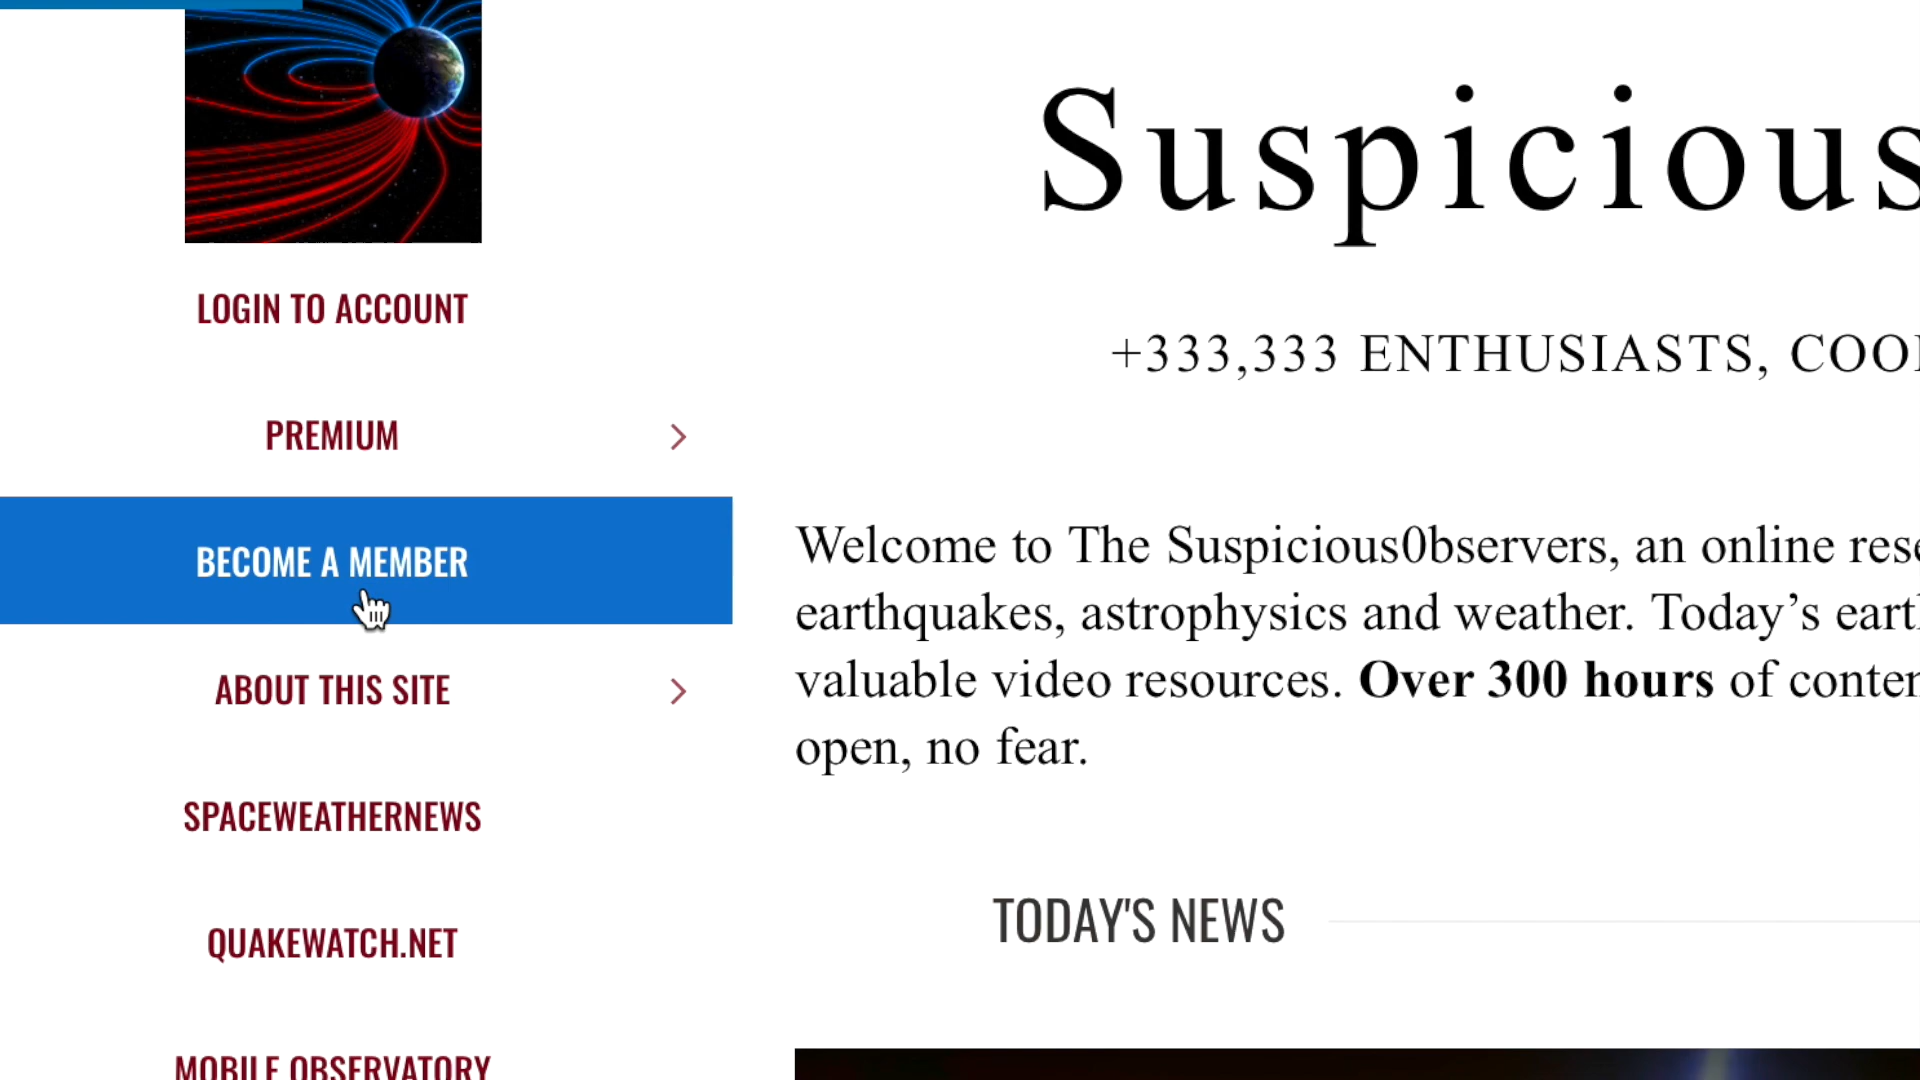 LOGIN TO ACCOUNT
PREMIUM
BECOME A MEMBER
ABOUT THIS SITE
SPACEWEATHERNEWS
QUAKEWATCH.NET
MOBILE OBSERVATORY
Suspicious
+333,333 ENTHUSIASTS,
Welcome to The Suspicious0bservers, an online
earthquakes, astrophysics and weather. Today’s
valuable video resources. Over 300 hours of
open, no fear.
TODAY'S NEWS